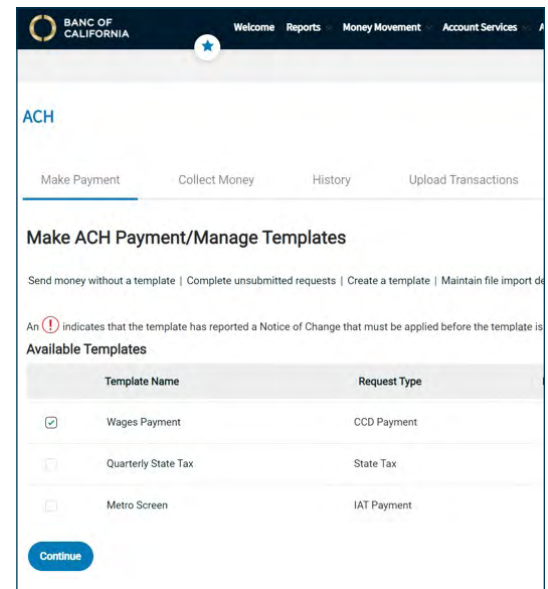 BANC OF
CALIFORNIA
Welcome Reports Money Movement Account Services
ACH
Make Payment Collect Money History Upload Transactions
Make ACH Payment/Manage Templates
Send money without a template | Complete unsubmitted requests | Create a template | Maintain file import de
An ! indicates that the template has reported a Notice of Change that must be applied before the template is
Available Templates
Template Name Request Type
Wages Payment CCD Payment
Quarterly State Tax State Tax
Metro Screen IAT Payment
Continue